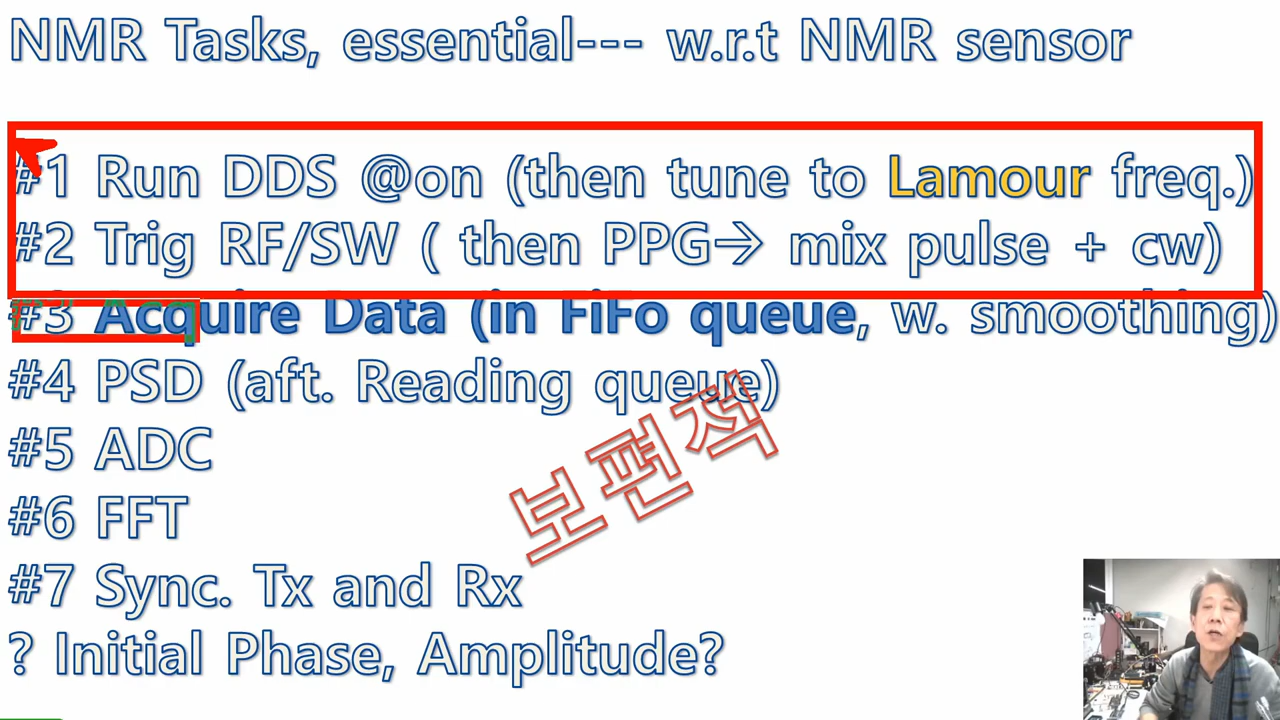 NMR Tasks, essential--- w.r.t NMR sensor
#1 Run DDS @on (then tune to Lamour freq.)
#2 Trig RF/SW ( then PPG→ mix pulse + cw)
#3 Acquire Data (in FiFo queue, w. smoothing)
#4 PSD (aft. Reading queue)
#5 ADC
보편적
#6 FFT
#7 Sync. Tx and Rx
? Initial Phase, Amplitude?